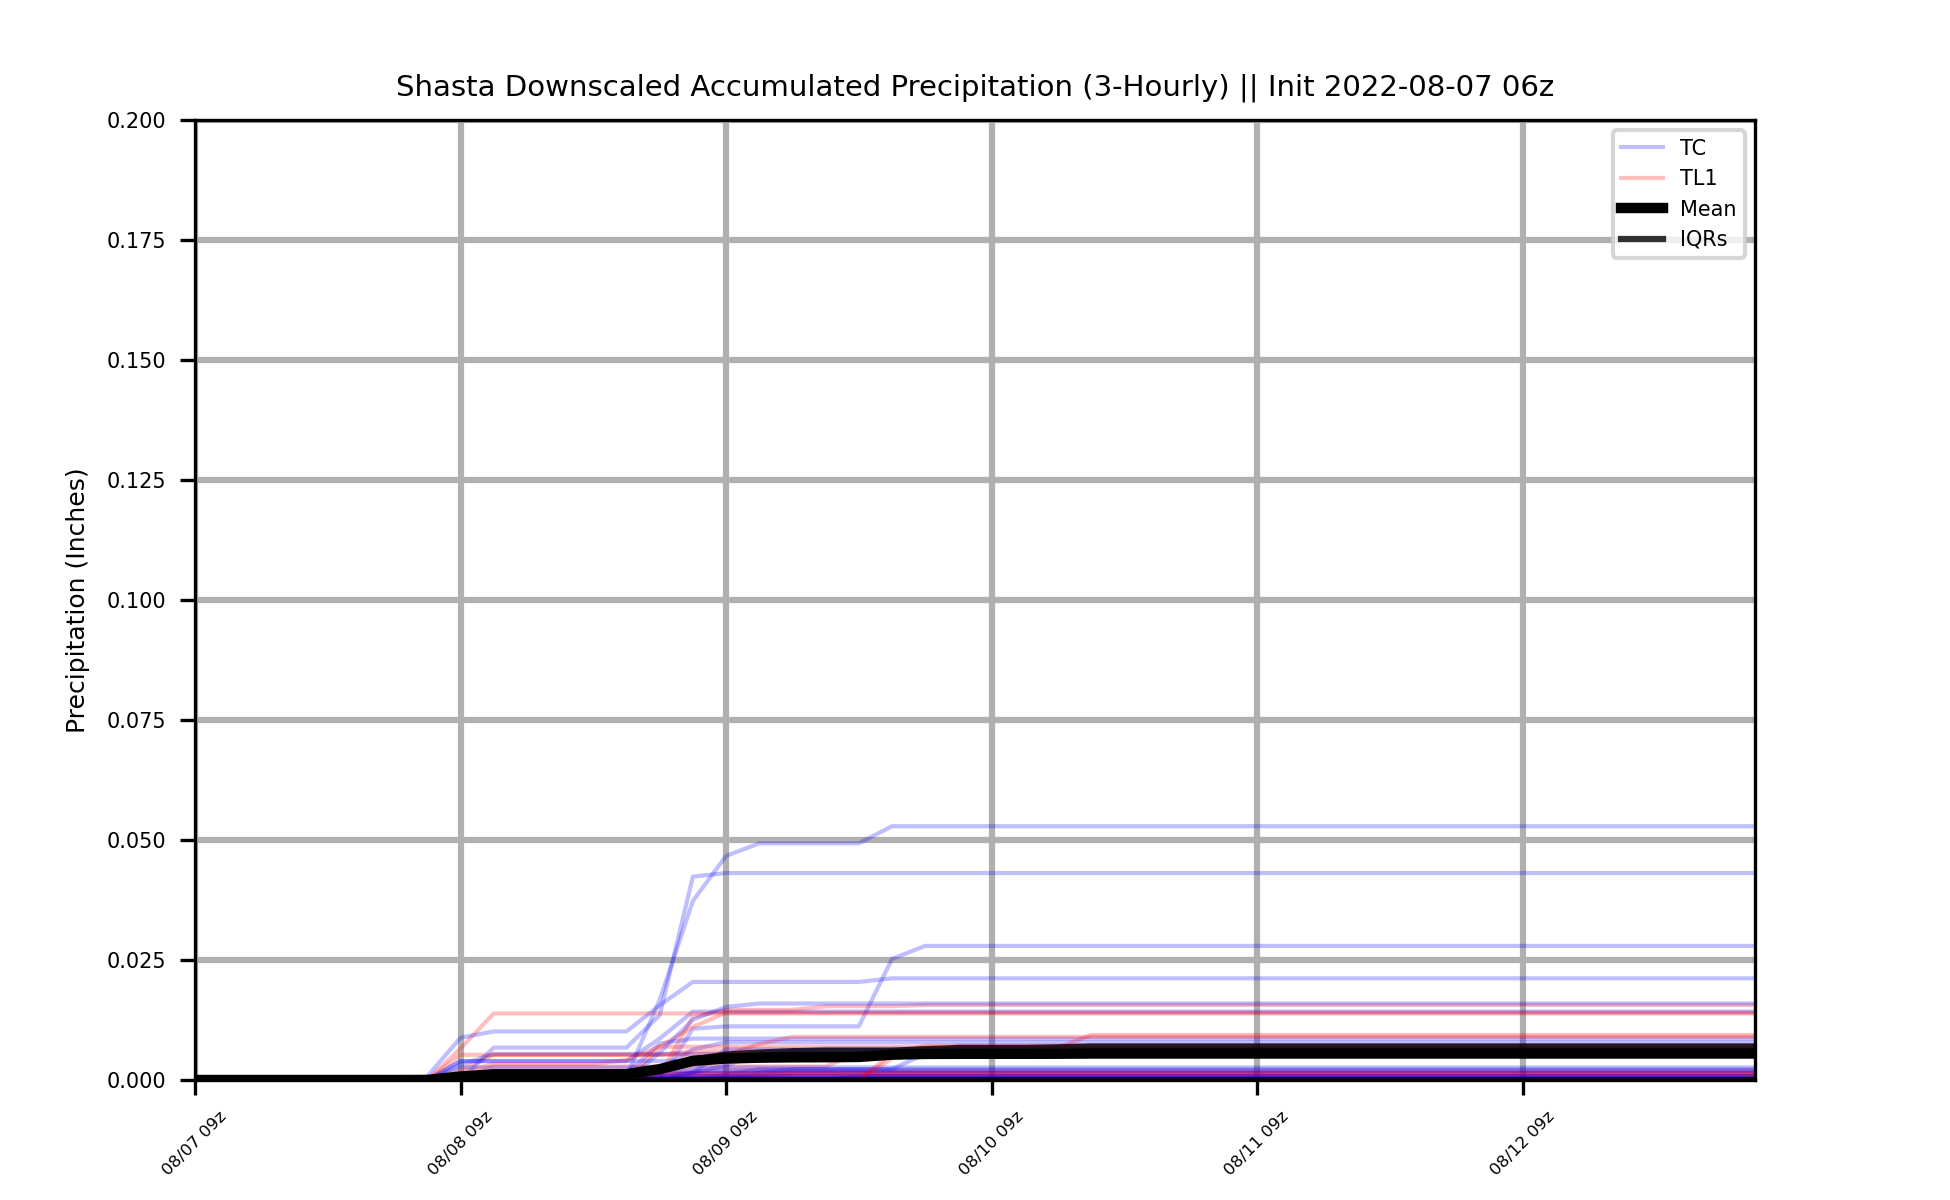 Shasta Downscaled Accumulated Precipitation (3-Hourly) || Init 2022-08-07 06z
TC
TL1
Mean
IQRs
Precipitation (Inches)
0.200
0.175
0.150
0.125
0.100
0.075
0.050
0.025
0.000
08/07 09z
08/08 09z
08/09 09z
08/10 09z
08/11 09z
08/12 09z